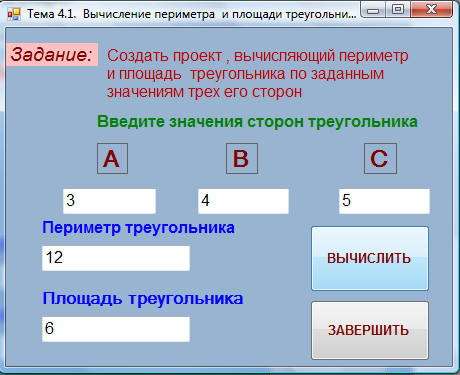 Тема 4.1. Вычисление периметра и площади треугольни...
Задание: Создать проект , вычисляющий периметр
и площадь треугольника по заданным
значениям трех его сторон
Введите значения сторон треугольника
A B C
3 4 5
Периметр треугольника
12
ВЫЧИСЛИТЬ
Площадь треугольника
6
ЗАВЕРШИТЬ